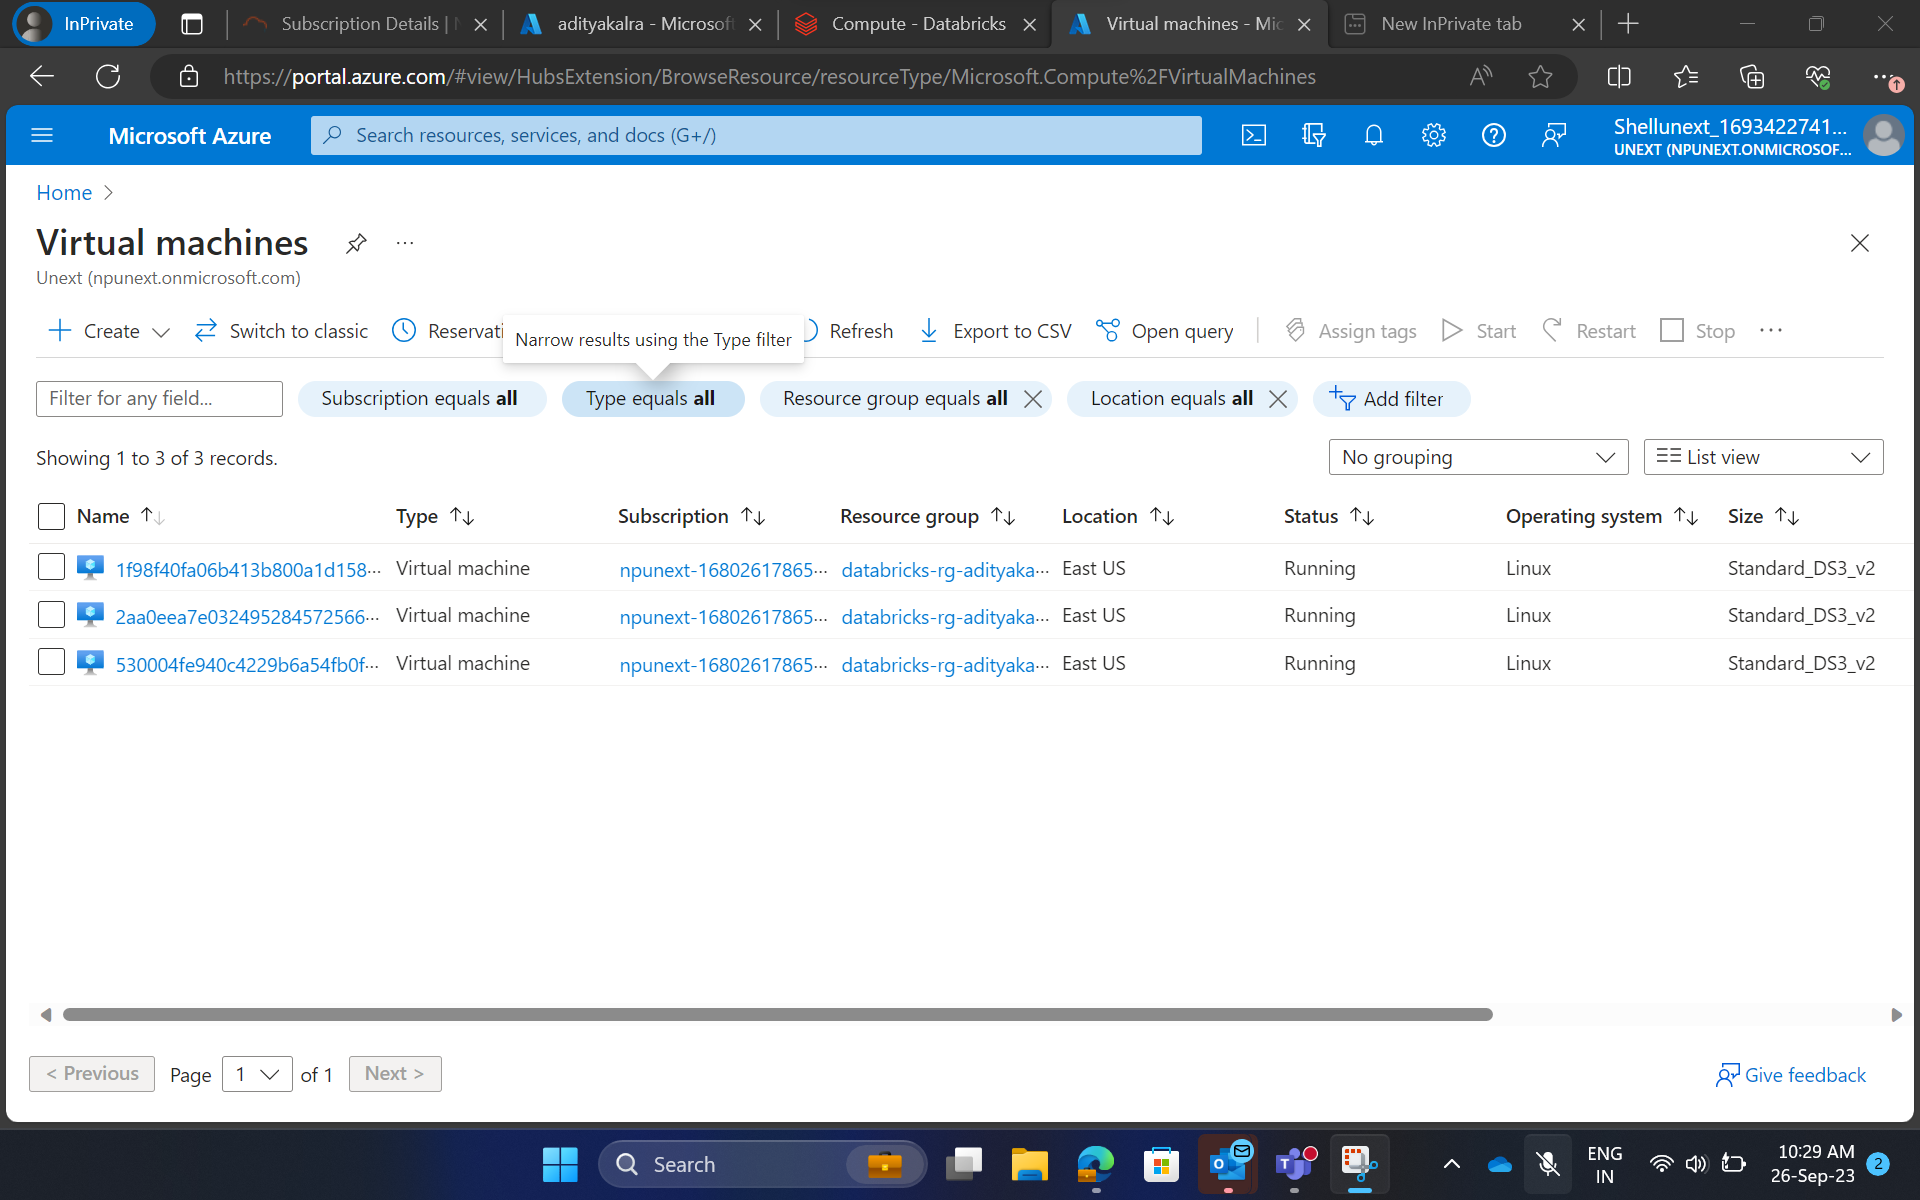 InPrivate
Subscription Details | N
adityakalra - Microsoft
Compute - Databricks
Virtual machines - Mic
New InPrivate tab
https://portal.azure.com/#view/HubsExtension/BrowseResource/resourceType/Microsoft.Compute%2FVirtualMachines
Microsoft Azure
Search resources, services, and docs (G+/)
Shellunext_1693422741...
UNEXT (NPUNEXT.ONMICROSOF...
Home
Virtual machines
...
Unext (npunext.onmicrosoft.com)
Create
Switch to classic
Reservati
Narrow results using the Type filter
Refresh
Export to CSV
Open query
Assign tags
Start
Restart
Stop
...
Filter for any field...
Subscription equals all
Type equals all
Resource group equals all
Location equals all
Add filter
Showing 1 to 3 of 3 records.
No grouping
List view
Name Type Subscription Resource group Location Status Operating system Size
1f98f40fa06b413b800a1d158... Virtual machine npunext-16802617865... databricks-rg-adityaka... East US Running Linux Standard_DS3_v2
2aa0eea7e032495284572566... Virtual machine npunext-16802617865... databricks-rg-adityaka... East US Running Linux Standard_DS3_v2
530004fe940c4229b6a54fb0f... Virtual machine npunext-16802617865... databricks-rg-adityaka... East US Running Linux Standard_DS3_v2
< Previous
Page 1 of 1
Next >
Give feedback
Search
ENG
IN
10:29 AM
26-Sep-23
2